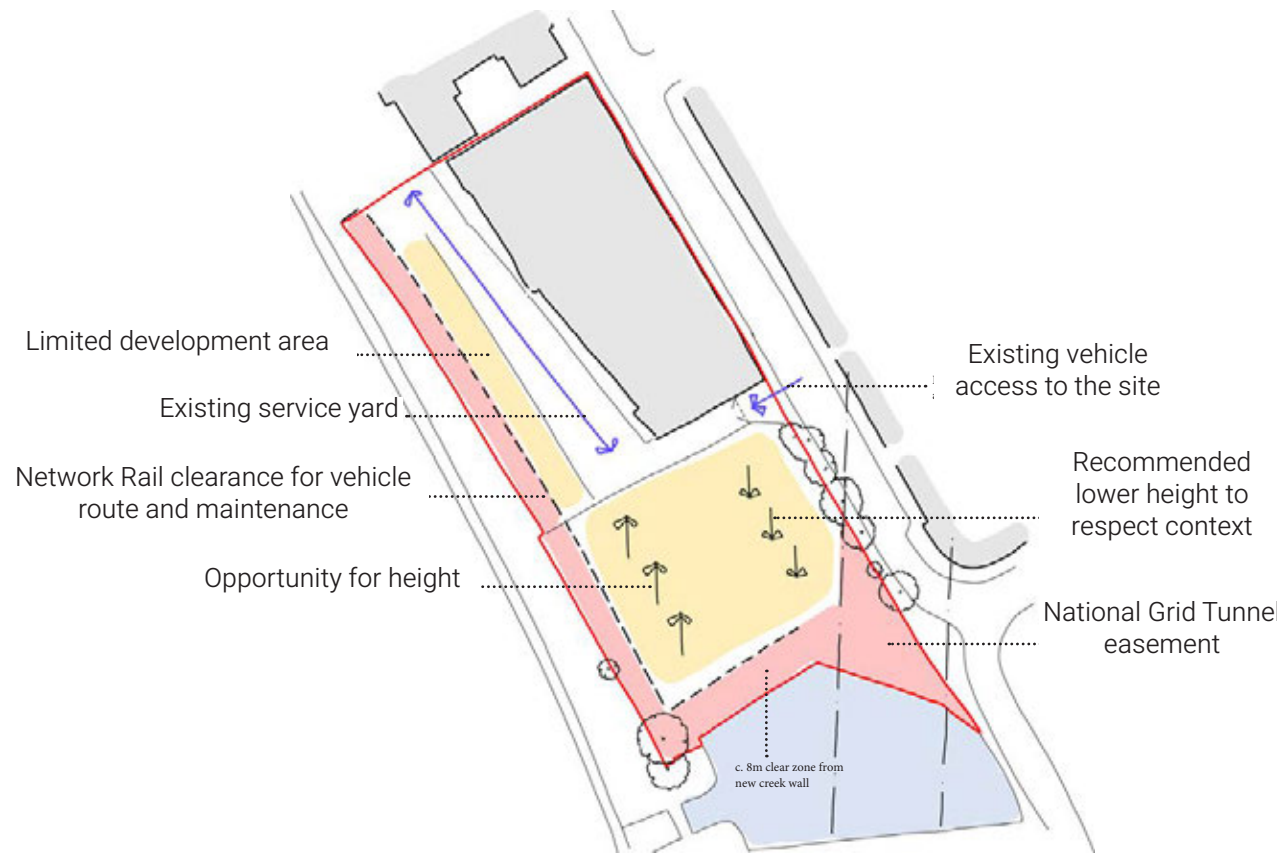 Limited development area
Existing service yard
Network Rail clearance for vehicle
route and maintenance
Opportunity for height
Existing vehicle
access to the site
Recommended
lower height to
respect context
National Grid Tunnel
easement
c. 8m clear zone from
new creek wall